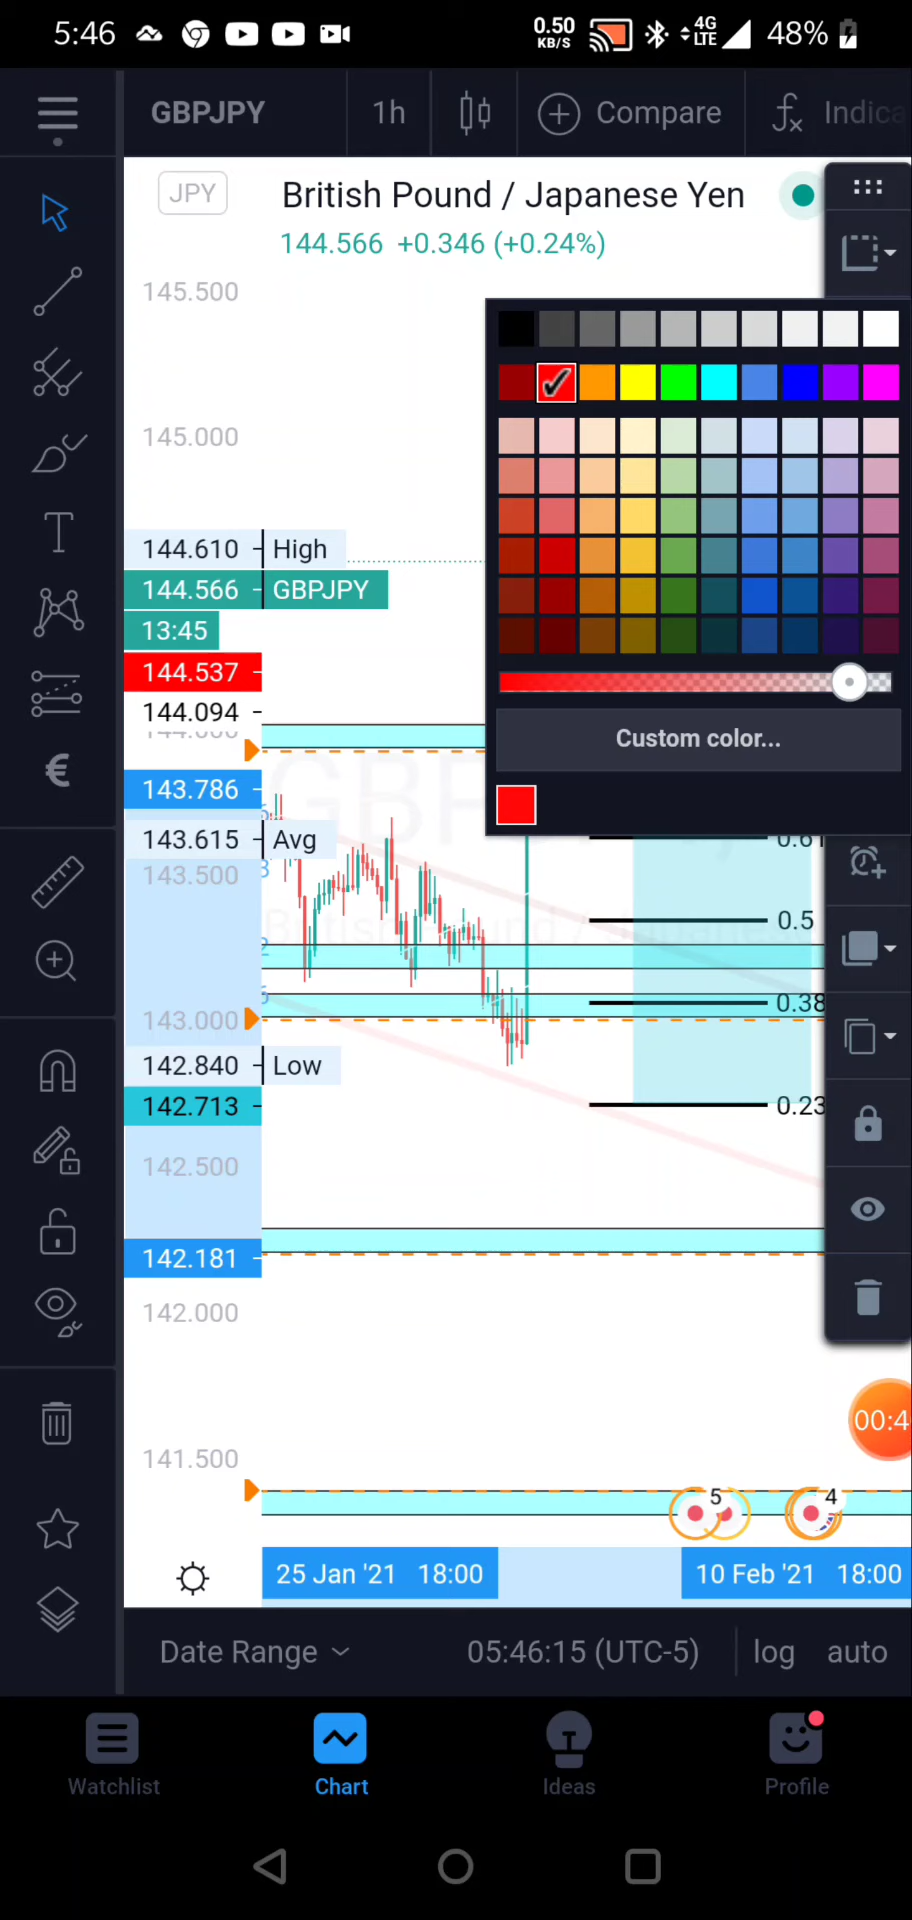 5:46 0.50 KB/S 4G LTE 48%
GBPJPY 1h Compare Indica
JPY British Pound / Japanese Yen
144.566 +0.346 (+0.24%)
145.500
145.000
144.610 High
144.566 GBPJPY
13:45
144.537
144.094
Custom color...
143.786
143.615 Avg
143.500
0.61
0.5
0.38
143.000
142.840 Low
142.713
0.23
142.500
142.181
142.000
00:4
141.500
5 4
25 Jan '21 18:00 10 Feb '21 18:00
Date Range 05:46:15 (UTC-5) log auto
Watchlist Chart Ideas Profile